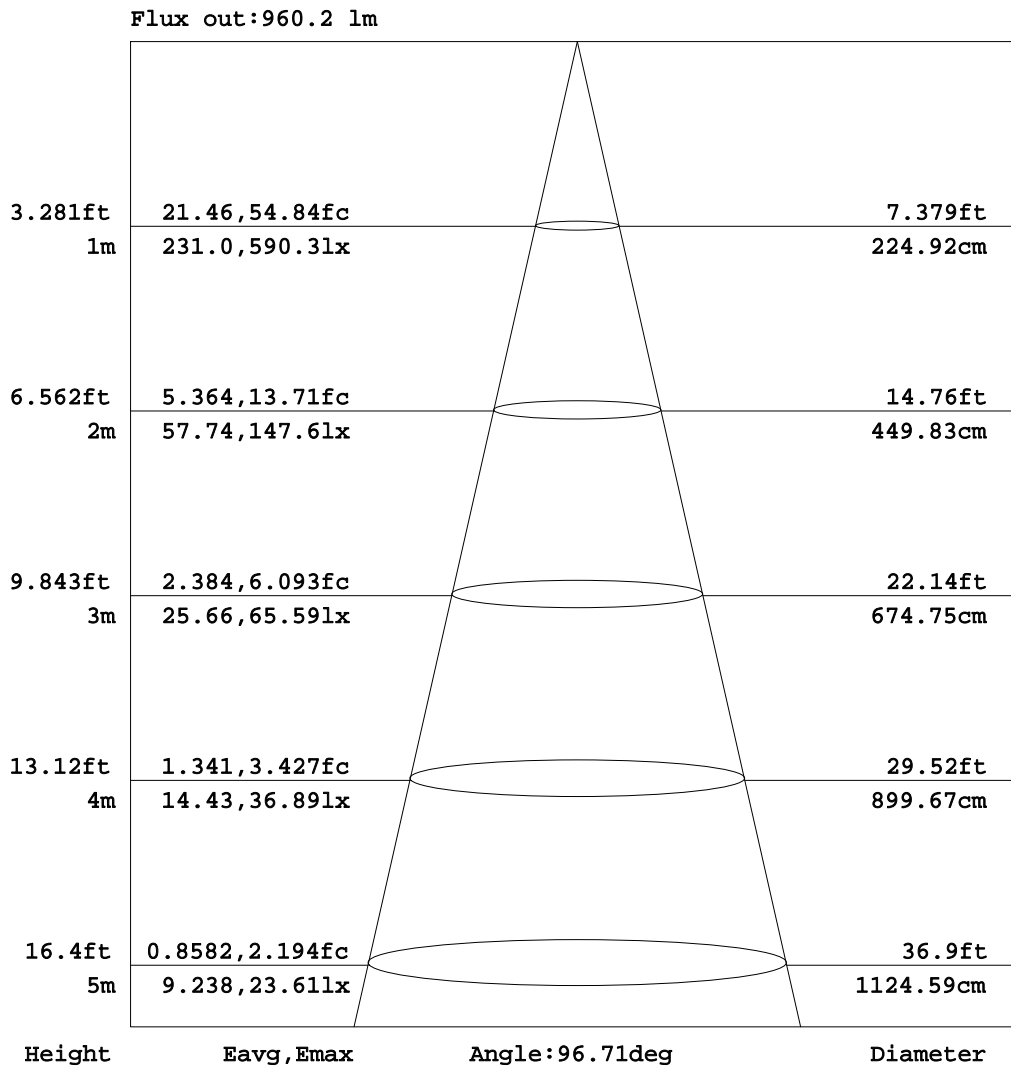 Flux out:960.2 lm
3.281ft 21.46,54.84fc 7.379ft
1m 231.0,590.3lx 224.92cm
6.562ft 5.364,13.71fc 14.76ft
2m 57.74,147.6lx 449.83cm
9.843ft 2.384,6.093fc 22.14ft
3m 25.66,65.59lx 674.75cm
13.12ft 1.341,3.427fc 29.52ft
4m 14.43,36.89lx 899.67cm
16.4ft 0.8582,2.194fc 36.9ft
5m 9.238,23.61lx 1124.59cm
Height Eavg,Emax Angle:96.71deg Diameter